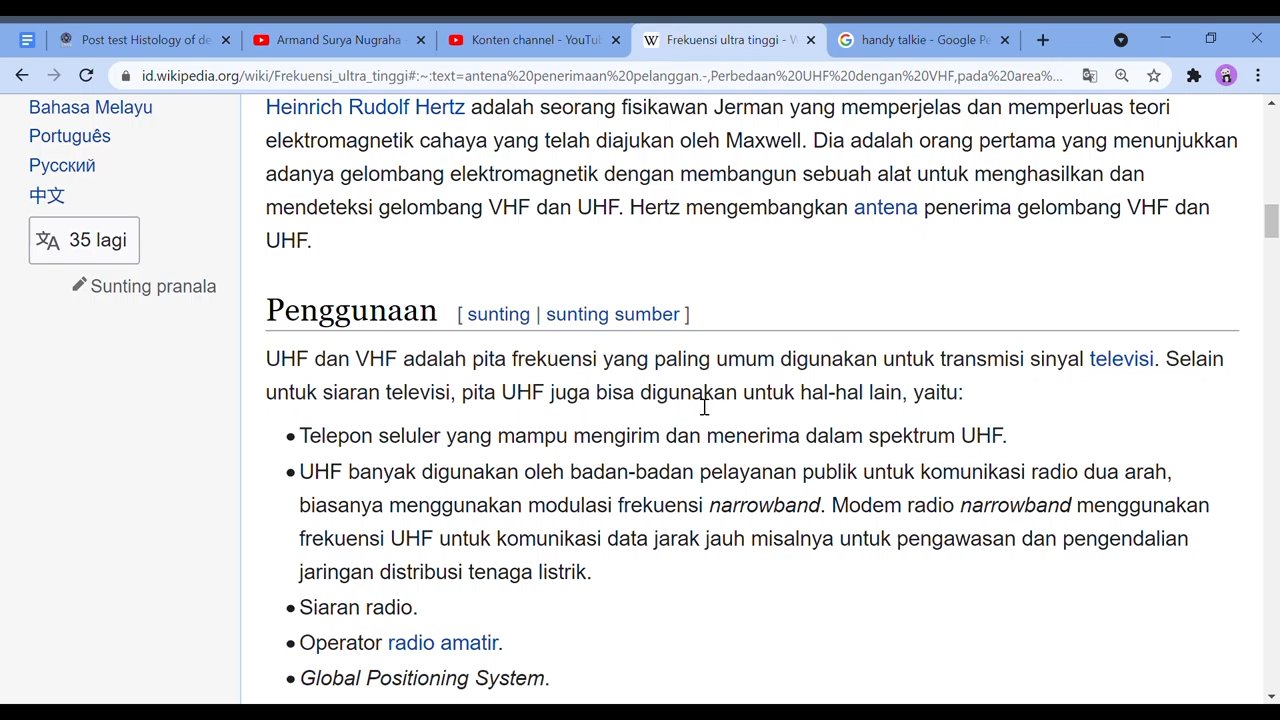 Post test Histology of de
Armand Surya Nugraha
Konten channel - YouTu
Frekuensi ultra tinggi - W
handy talkie - Google Pe
id.wikipedia.org/wiki/Frekuensi_ultra_tinggi#:~:text=antena%20penerimaan%20pelanggan.-,Perbedaan%20UHF%20dengan%20VHF,pada%20area%...
Bahasa Melayu
Português
Русский
中文
35 lagi
Sunting pranala
Heinrich Rudolf Hertz adalah seorang fisikawan Jerman yang memperjelas dan memperluas teori
elektromagnetik cahaya yang telah diajukan oleh Maxwell. Dia adalah orang pertama yang menunjukkan
adanya gelombang elektromagnetik dengan membangun sebuah alat untuk menghasilkan dan
mendeteksi gelombang VHF dan UHF. Hertz mengembangkan antena penerima gelombang VHF dan
UHF.
Penggunaan [ sunting | sunting sumber ]
UHF dan VHF adalah pita frekuensi yang paling umum digunakan untuk transmisi sinyal televisi. Selain
untuk siaran televisi, pita UHF juga bisa digunakan untuk hal-hal lain, yaitu:
• Telepon seluler yang mampu mengirim dan menerima dalam spektrum UHF.
• UHF banyak digunakan oleh badan-badan pelayanan publik untuk komunikasi radio dua arah,
biasanya menggunakan modulasi frekuensi narrowband. Modem radio narrowband menggunakan
frekuensi UHF untuk komunikasi data jarak jauh misalnya untuk pengawasan dan pengendalian
jaringan distribusi tenaga listrik.
• Siaran radio.
• Operator radio amatir.
• Global Positioning System.